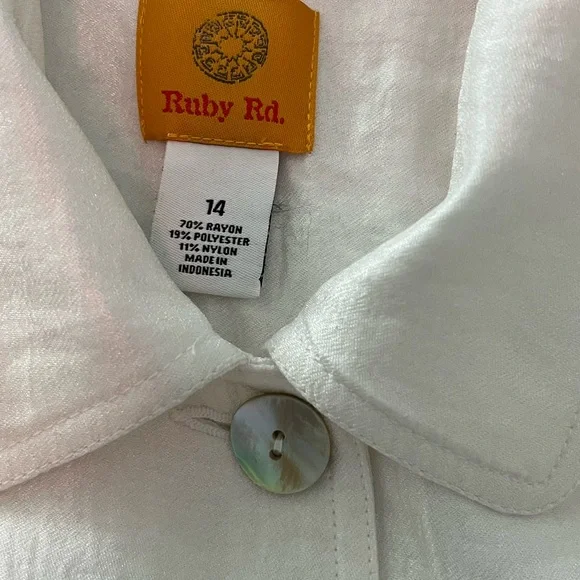 Ruby Rd.
14
70% RAYON
19% POLYESTER
11% NYLON
MADE IN
INDONESIA